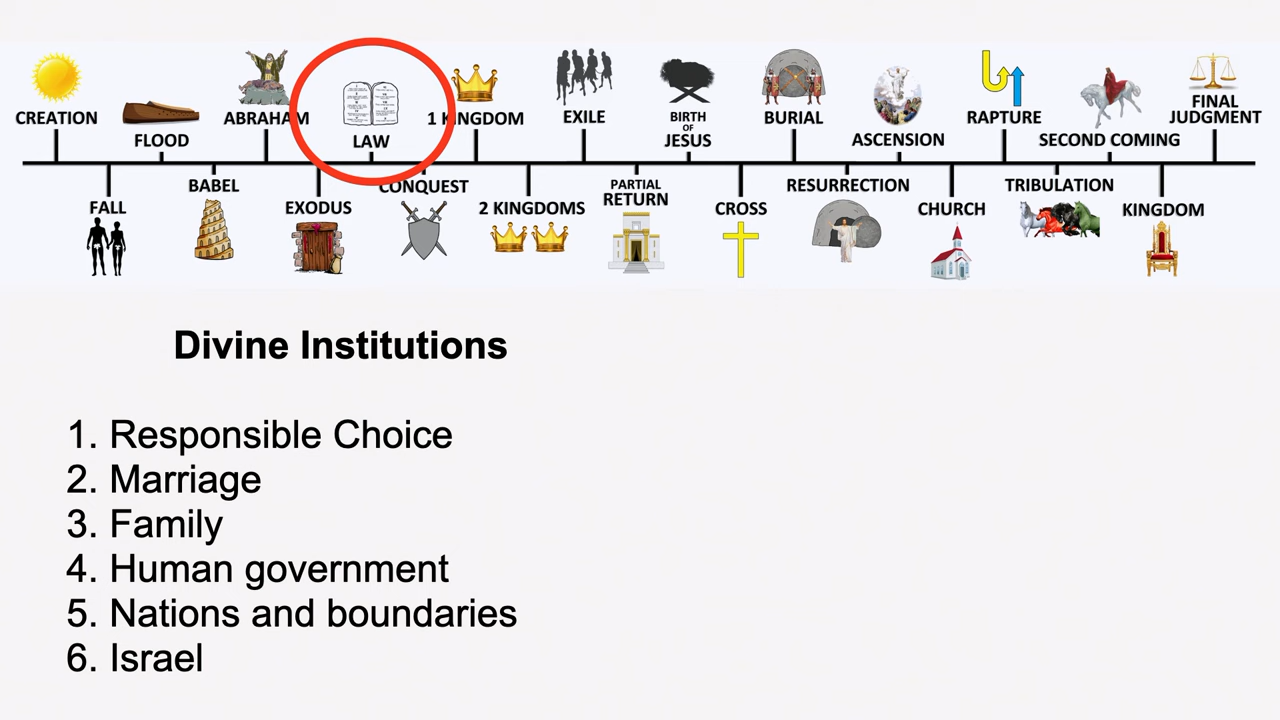 CREATION
FLOOD
ABRAHAM
LAW
1 KINGDOM
EXILE
BIRTH
OF
JESUS
BURIAL
ASCENSION
RAPTURE
SECOND COMING
FINAL
JUDGMENT
FALL
BABEL
EXODUS
CONQUEST
2 KINGDOMS
PARTIAL
RETURN
CROSS
RESURRECTION
CHURCH
TRIBULATION
KINGDOM
Divine Institutions
1. Responsible Choice
2. Marriage
3. Family
4. Human government
5. Nations and boundaries
6. Israel